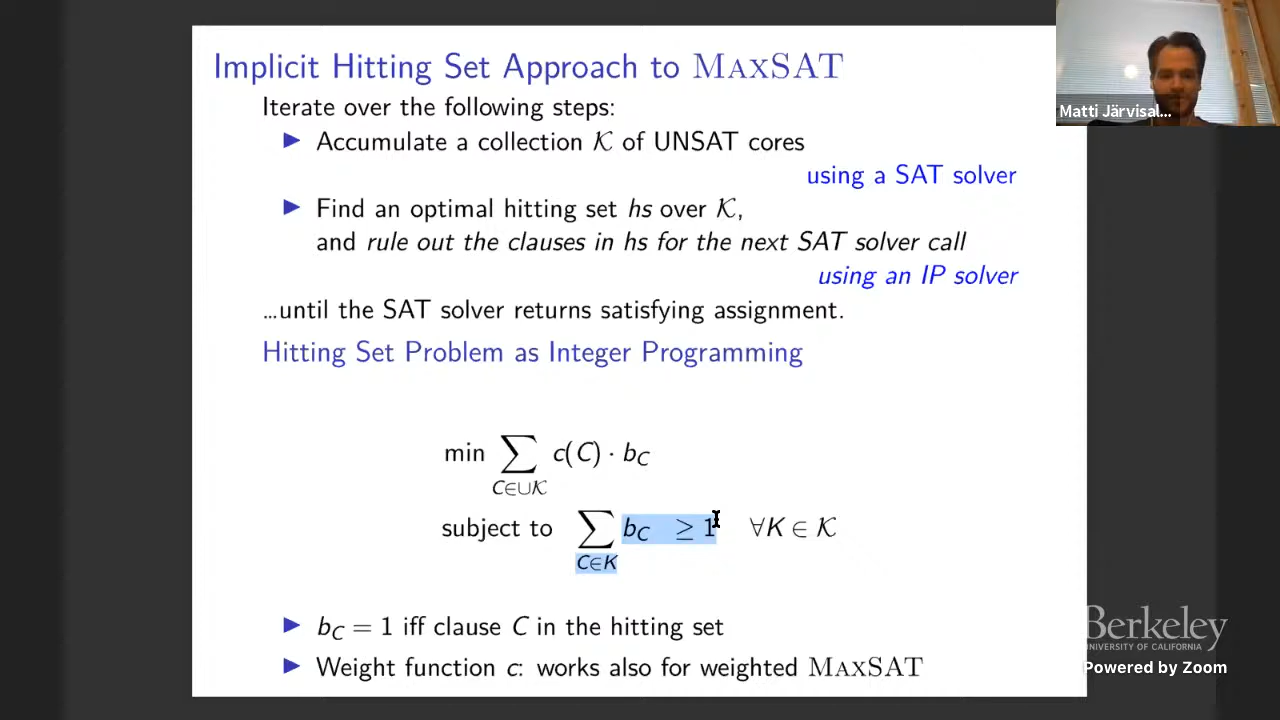 Implicit Hitting Set Approach to MAXSAT
Iterate over the following steps:
▶ Accumulate a collection 𝒦 of UNSAT cores
using a SAT solver
▶ Find an optimal hitting set hs over 𝒦,
and rule out the clauses in hs for the next SAT solver call
using an IP solver
…until the SAT solver returns satisfying assignment.
Hitting Set Problem as Integer Programming
min ∑_{C∈∪𝒦} c(C) · b_C
subject to ∑_{C∈K} b_C ≥ 1 ∀K ∈ 𝒦
▶ b_C = 1 iff clause C in the hitting set
▶ Weight function c: works also for weighted MAXSAT
Matti Järvisal...
Berkeley
UNIVERSITY OF CALIFORNIA
Powered by Zoom